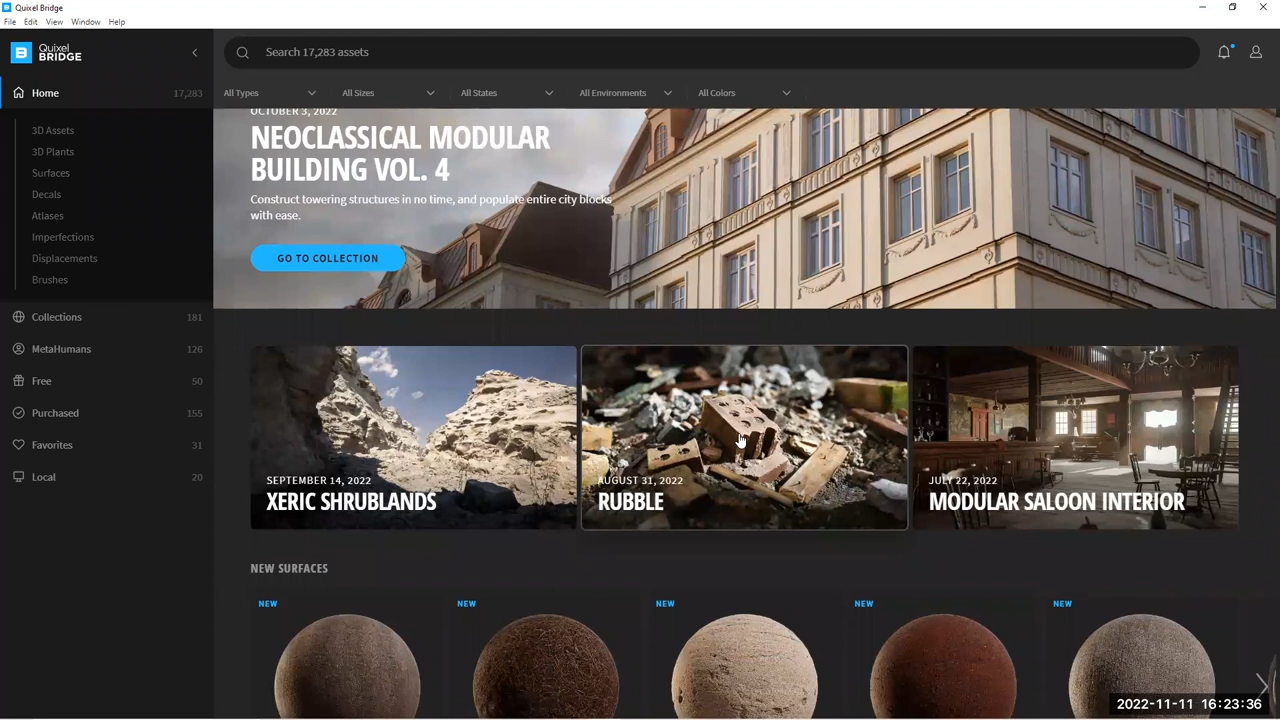 Quixel Bridge
File Edit View Window Help
Quixel
BRIDGE
Search 17,283 assets
Home 17,283
All Types All Sizes All States All Environments All Colors
3D Assets
3D Plants
Surfaces
Decals
Atlases
Imperfections
Displacements
Brushes
Collections 181
MetaHumans 126
Free 50
Purchased 155
Favorites 31
Local 20
OCTOBER 3, 2022
NEOCLASSICAL MODULAR
BUILDING VOL. 4
Construct towering structures in no time, and populate entire city blocks
with ease.
GO TO COLLECTION
SEPTEMBER 14, 2022
XERIC SHRUBLANDS
AUGUST 31, 2022
RUBBLE
JULY 22, 2022
MODULAR SALOON INTERIOR
NEW SURFACES
NEW NEW NEW NEW NEW
2022-11-11 16:23:36